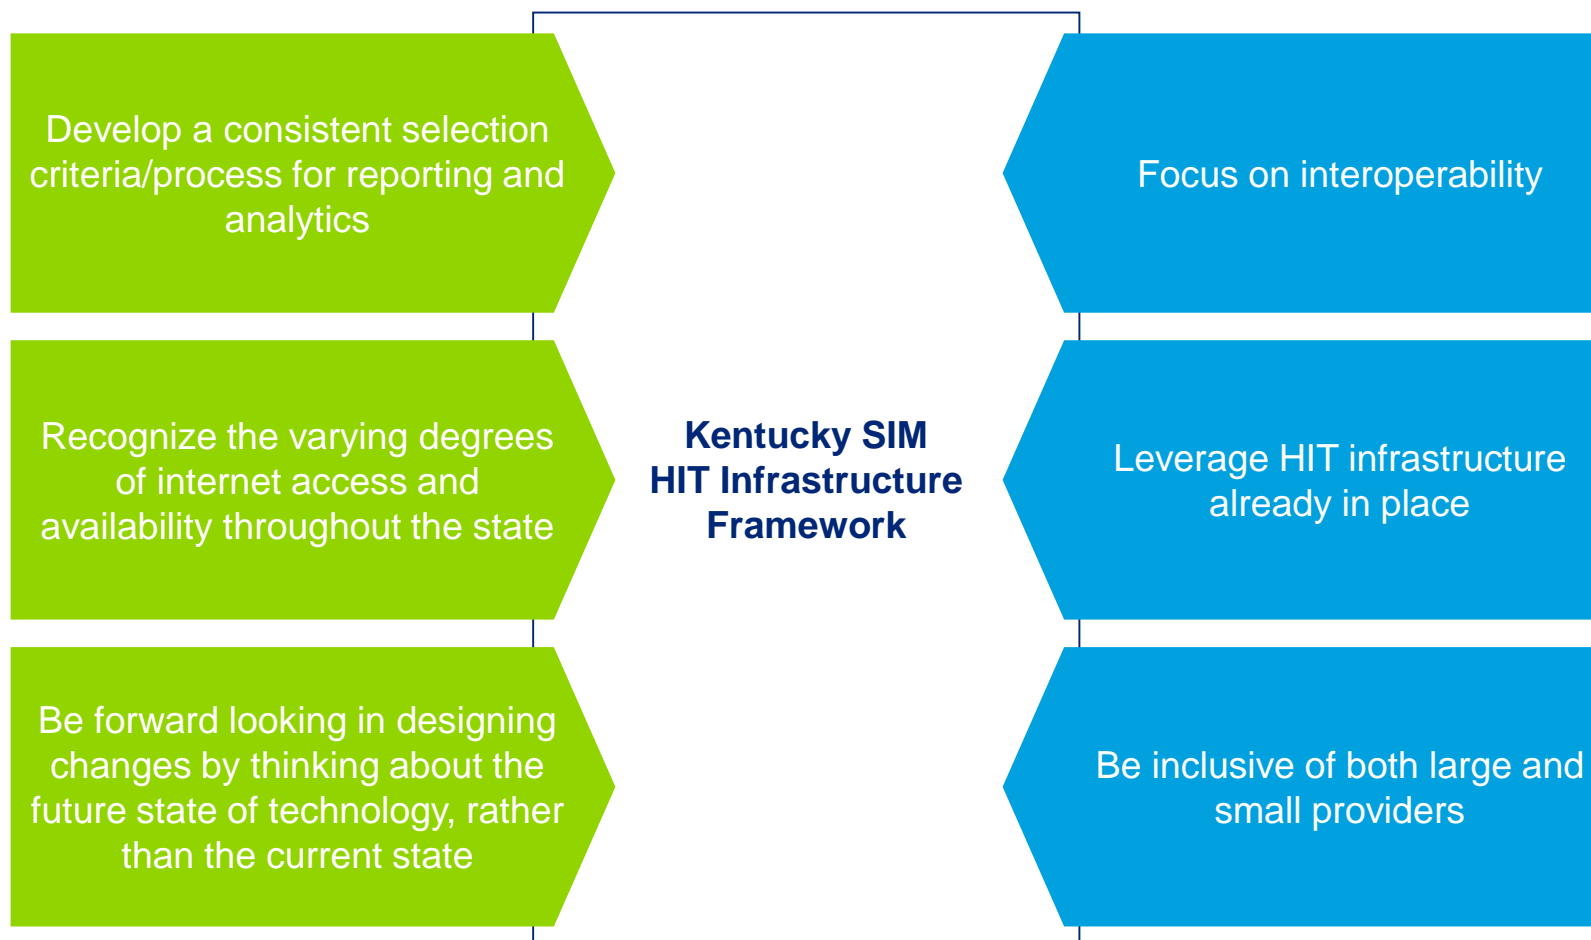 Develop a consistent selection
criteria/process for reporting and
analytics
Focus on interoperability
Recognize the varying degrees
of internet access and
availability throughout the state
Kentucky SIM
HIT Infrastructure
Framework
Leverage HIT infrastructure
already in place
Be forward looking in designing
changes by thinking about the
future state of technology, rather
than the current state
Be inclusive of both large and
small providers